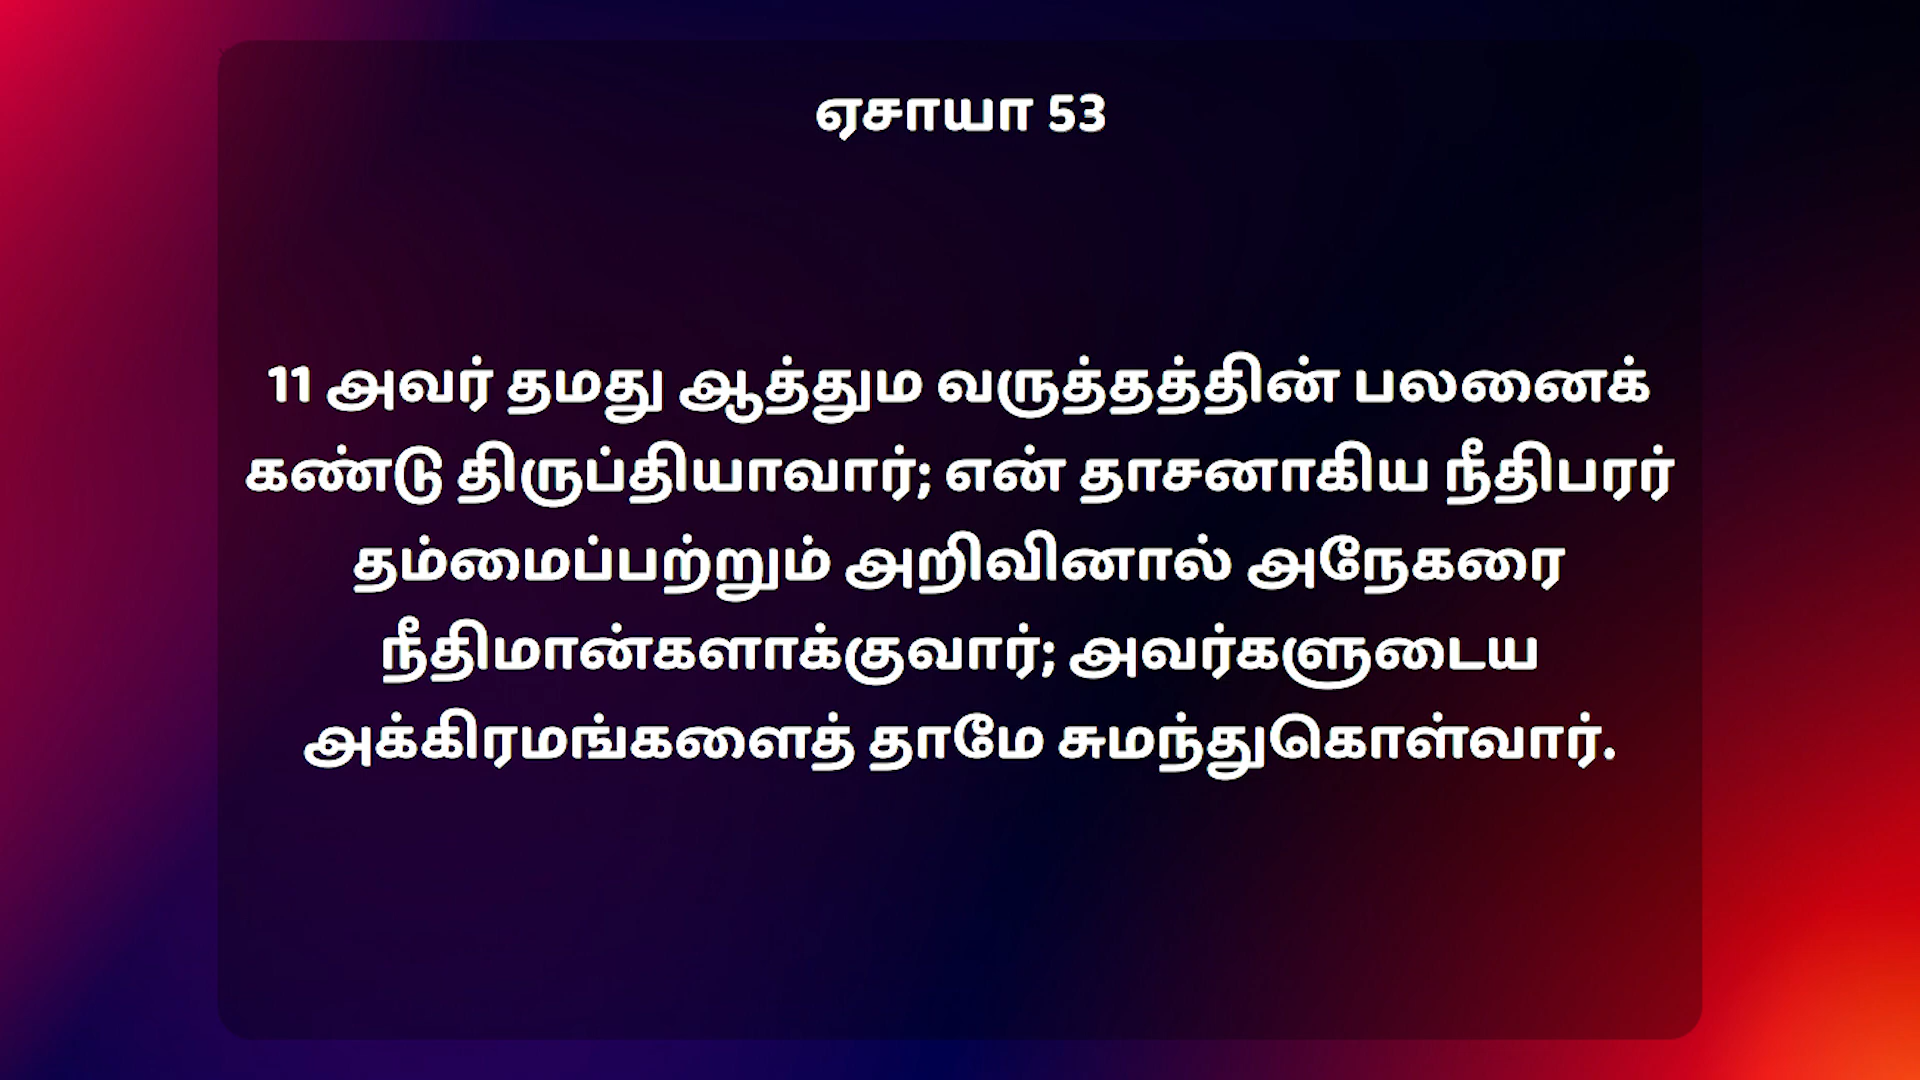 ஏசாயா 53
11 அவர் தமது ஆத்தும வருத்தத்தின் பலனைக்
கண்டு திருப்தியாவார்; என் தாசனாகிய நீதிபரர்
தம்மைப்பற்றும் அறிவினால் அநேகரை
நீதிமான்களாக்குவார்; அவர்களுடைய
அக்கிரமங்களைத் தாமே சுமந்துகொள்வார்.